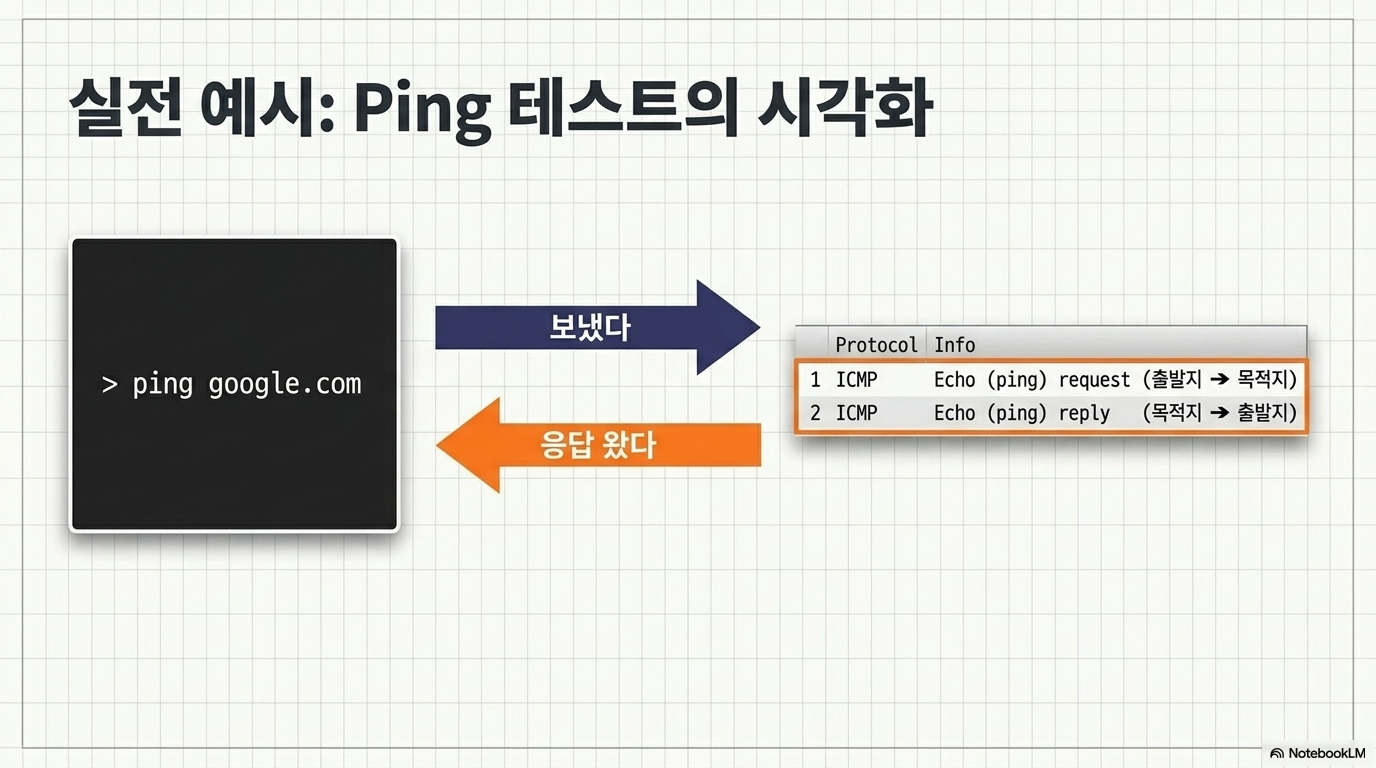 실전 예시: Ping 테스트의 시각화
> ping google.com
보냈다
응답 왔다
Protocol Info
1 ICMP Echo (ping) request (출발지 ➔ 목적지)
2 ICMP Echo (ping) reply (목적지 ➔ 출발지)
NotebookLM